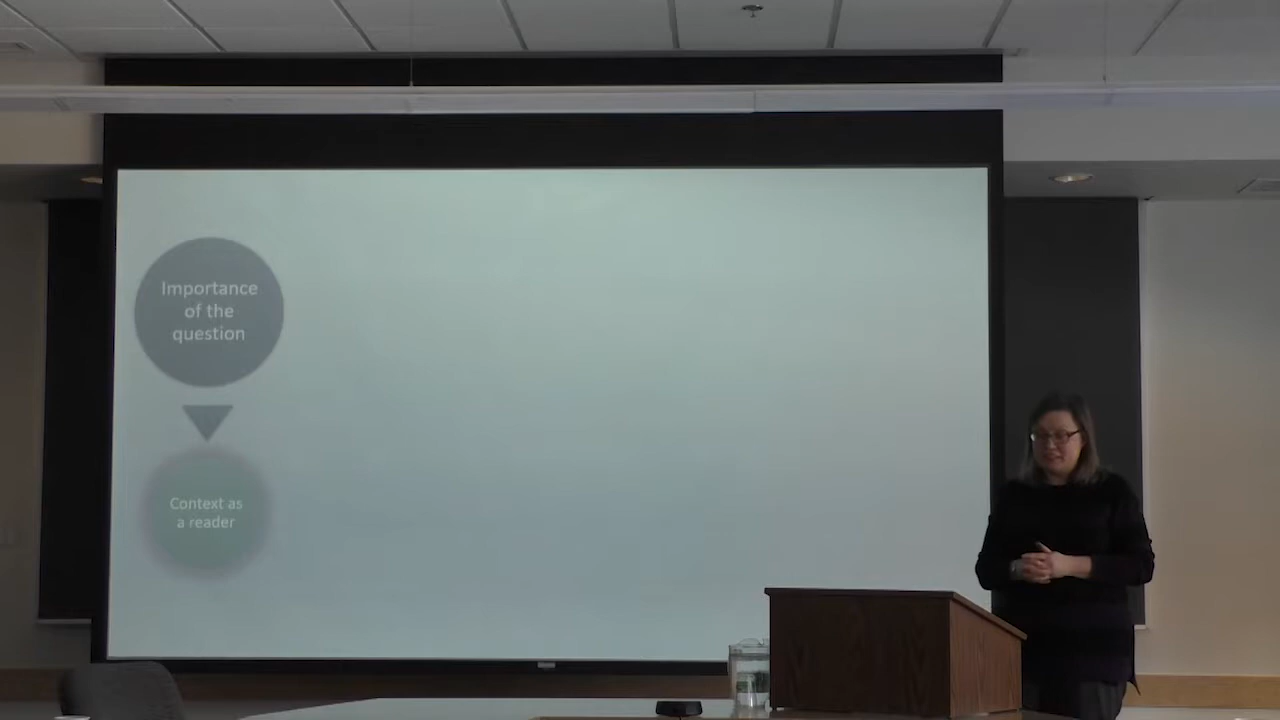 Importance
of the
question
Context as
a reader